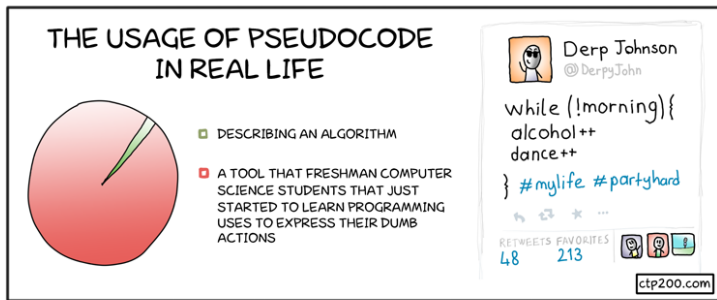 THE USAGE OF PSEUDOCODE
IN REAL LIFE
DESCRIBING AN ALGORITHM
A TOOL THAT FRESHMAN COMPUTER
SCIENCE STUDENTS THAT JUST
STARTED TO LEARN PROGRAMMING
USES TO EXPRESS THEIR DUMB
ACTIONS
Derp Johnson
@DerpyJohn
while (!morning){
alcohol++
dance++
} #mylife #partyhard
RETWEETS FAVORITES
48 213
ctp200.com